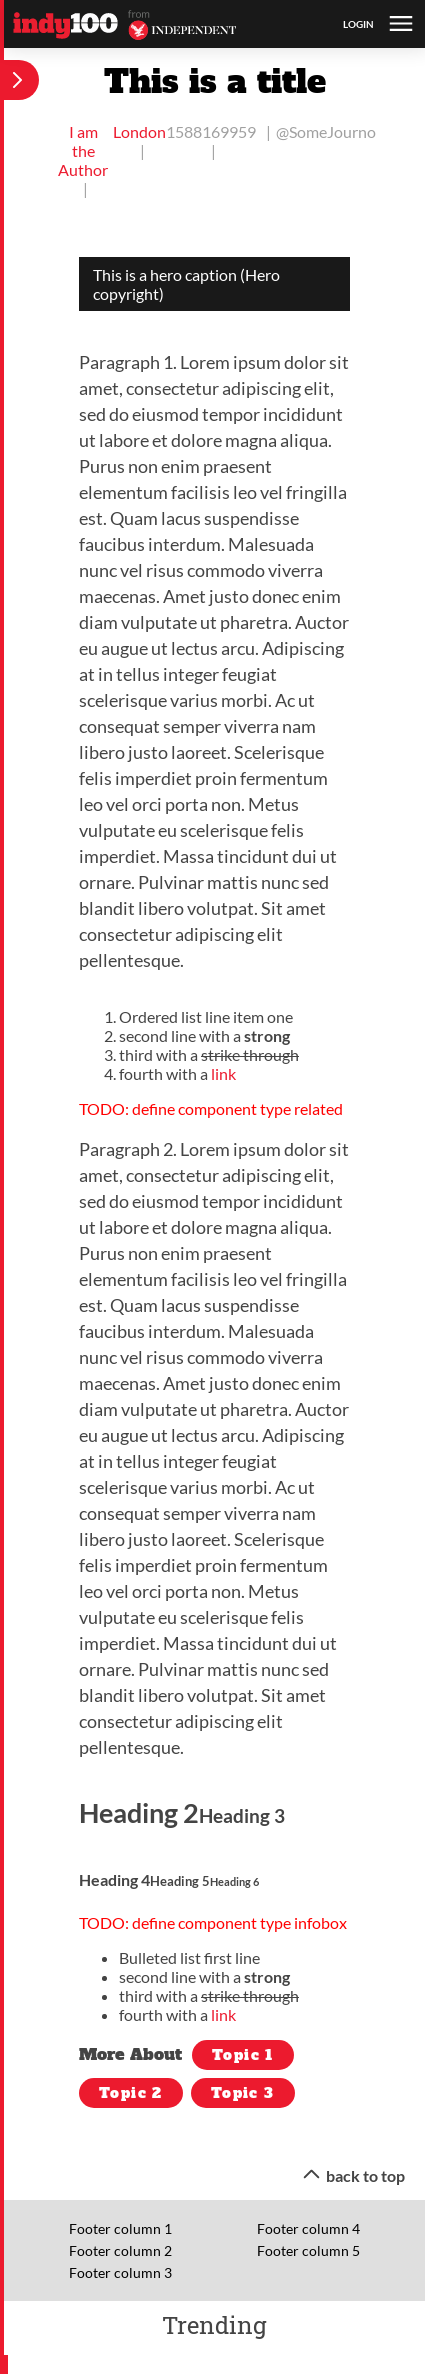 indy100 from INDEPENDENT LOGIN
This is a title
I am the Author |
London |
1588169959 |
| @SomeJourno
This is a hero caption (Hero
copyright)
Paragraph 1. Lorem ipsum dolor sit
amet, consectetur adipiscing elit,
sed do eiusmod tempor incididunt
ut labore et dolore magna aliqua.
Purus non enim praesent
elementum facilisis leo vel fringilla
est. Quam lacus suspendisse
faucibus interdum. Malesuada
nunc vel risus commodo viverra
maecenas. Amet justo donec enim
diam vulputate ut pharetra. Auctor
eu augue ut lectus arcu. Adipiscing
at in tellus integer feugiat
scelerisque varius morbi. Ac ut
consequat semper viverra nam
libero justo laoreet. Scelerisque
felis imperdiet proin fermentum
leo vel orci porta non. Metus
vulputate eu scelerisque felis
imperdiet. Massa tincidunt dui ut
ornare. Pulvinar mattis nunc sed
blandit libero volutpat. Sit amet
consectetur adipiscing elit
pellentesque.
1. Ordered list line item one
2. second line with a strong
3. third with a strike through
4. fourth with a link
TODO: define component type related
Paragraph 2. Lorem ipsum dolor sit
amet, consectetur adipiscing elit,
sed do eiusmod tempor incididunt
ut labore et dolore magna aliqua.
Purus non enim praesent
elementum facilisis leo vel fringilla
est. Quam lacus suspendisse
faucibus interdum. Malesuada
nunc vel risus commodo viverra
maecenas. Amet justo donec enim
diam vulputate ut pharetra. Auctor
eu augue ut lectus arcu. Adipiscing
at in tellus integer feugiat
scelerisque varius morbi. Ac ut
consequat semper viverra nam
libero justo laoreet. Scelerisque
felis imperdiet proin fermentum
leo vel orci porta non. Metus
vulputate eu scelerisque felis
imperdiet. Massa tincidunt dui ut
ornare. Pulvinar mattis nunc sed
blandit libero volutpat. Sit amet
consectetur adipiscing elit
pellentesque.
Heading 2Heading 3
Heading 4Heading 5Heading 6
TODO: define component type infobox
• Bulleted list first line
• second line with a strong
• third with a strike through
• fourth with a link
More About Topic 1
Topic 2 Topic 3
back to top
Footer column 1
Footer column 2
Footer column 3
Footer column 4
Footer column 5
Trending